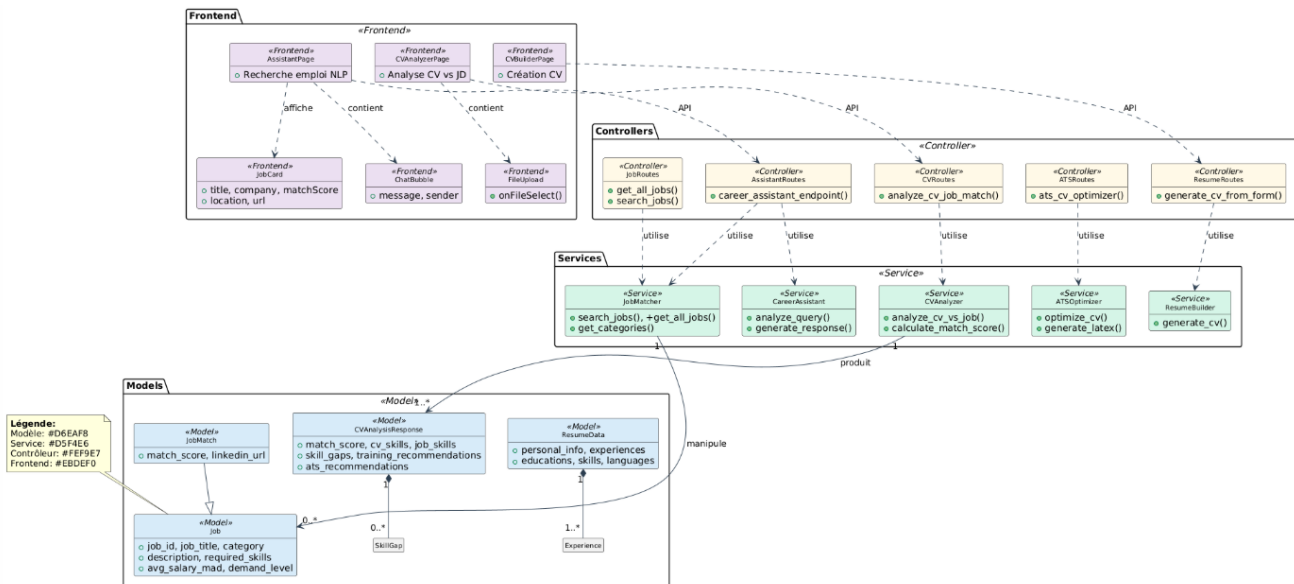 Frontend
«Frontend»
«Frontend»
AssistantPage
Recherche emploi NLP
«Frontend»
CVAnalyzerPage
Analyse CV vs JD
«Frontend»
CVBuilderPage
Création CV
affiche
contient
contient
API
API
API
«Frontend»
JobCard
title, company, matchScore
location, url
«Frontend»
ChatBubble
message, sender
«Frontend»
FileUpload
onFileSelect()
Controllers
«Controller»
«Controller»
JobRoutes
get_all_jobs()
search_jobs()
«Controller»
AssistantRoutes
career_assistant_endpoint()
«Controller»
CVRoutes
analyze_cv_job_match()
«Controller»
ATSRoutes
ats_cv_optimizer()
«Controller»
ResumeRoutes
generate_cv_from_form()
utilise
utilise
utilise
utilise
utilise
utilise
Services
«Service»
«Service»
JobMatcher
search_jobs(), +get_all_jobs()
get_categories()
«Service»
CareerAssistant
analyze_query()
generate_response()
«Service»
CVAnalyzer
analyze_cv_vs_job()
calculate_match_score()
«Service»
ATSOptimizer
optimize_cv()
generate_latex()
«Service»
ResumeBuilder
generate_cv()
1
1
produit
manipule
Models
«Model»
1..*
«Model»
JobMatch
match_score, linkedin_url
«Model»
CVAnalysisResponse
match_score, cv_skills, job_skills
skill_gaps, training_recommendations
ats_recommendations
«Model»
ResumeData
personal_info, experiences
educations, skills, languages
1
1
0..*
0..*
1..*
«Model»
Job
job_id, job_title, category
description, required_skills
avg_salary_mad, demand_level
SkillGap
Experience
Légende:
Modèle: #D6EAF8
Service: #D5F4E6
Contrôleur: #FEF9E7
Frontend: #EBDEF0